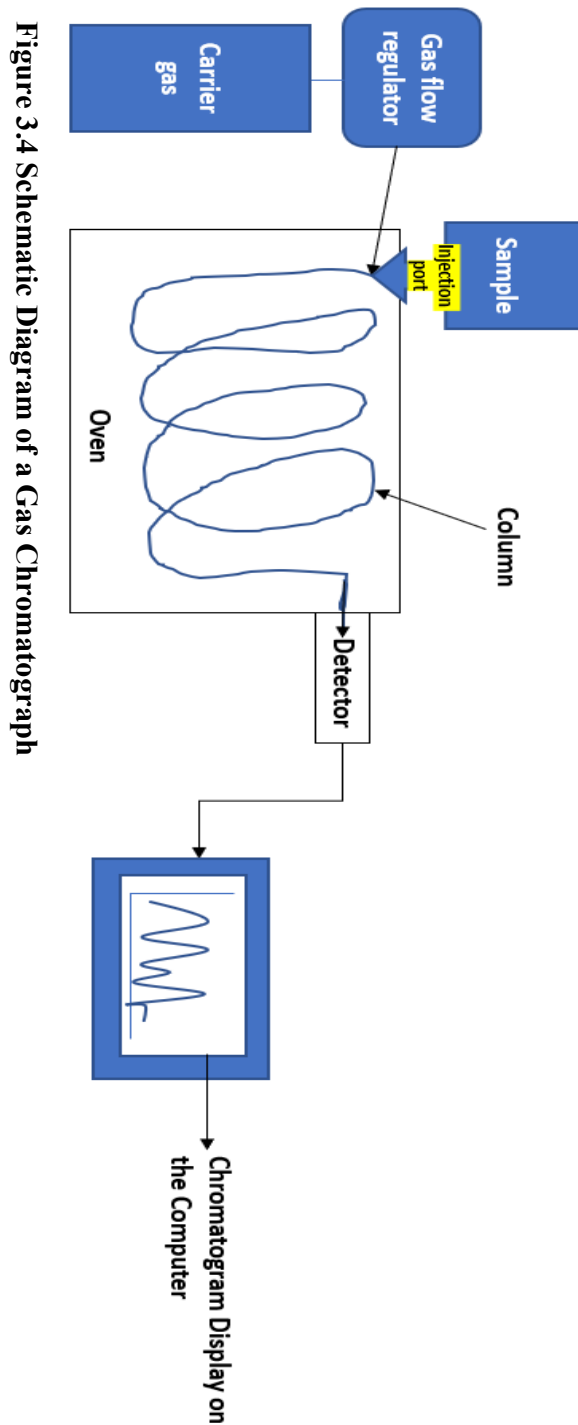 Sample
Injection
port
Gas flow
regulator
Carrier
gas
Column
Oven
Detector
Chromatogram Display on
the Computer
Figure 3.4 Schematic Diagram of a Gas Chromatograph